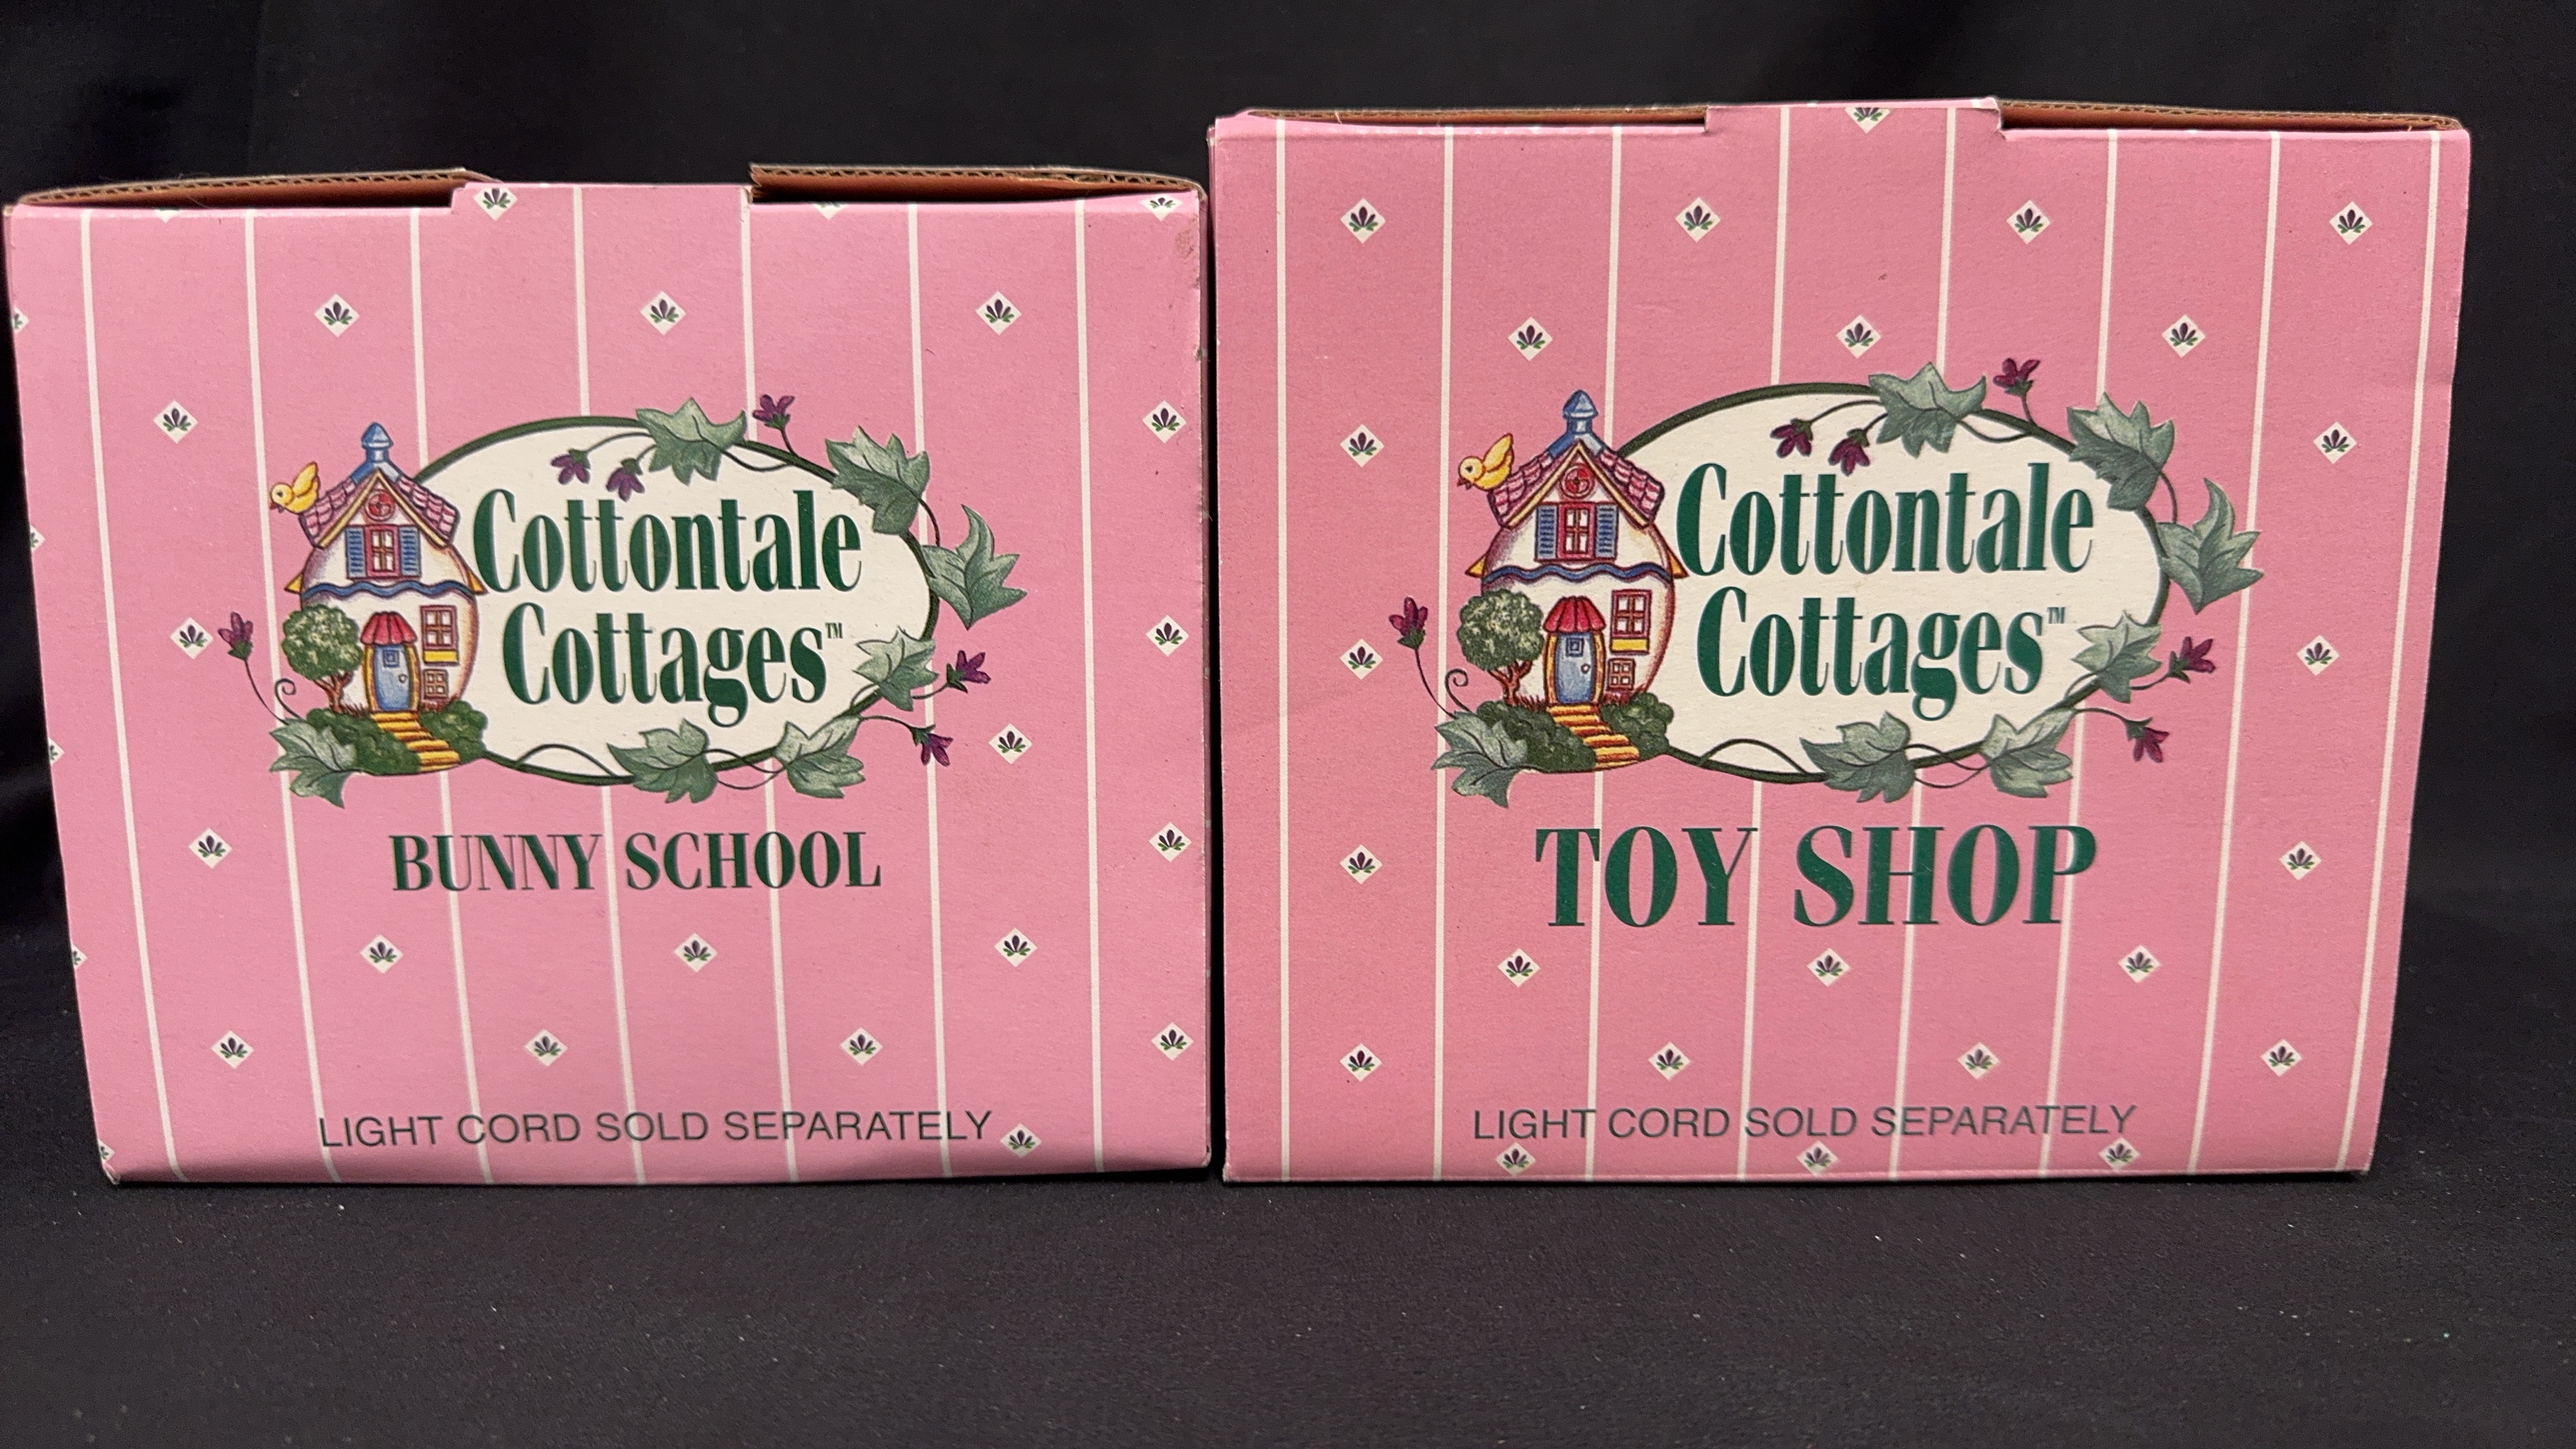 Cottontale
Cottages™
BUNNY SCHOOL
LIGHT CORD SOLD SEPARATELY
Cottontale
Cottages™
TOY SHOP
LIGHT CORD SOLD SEPARATELY